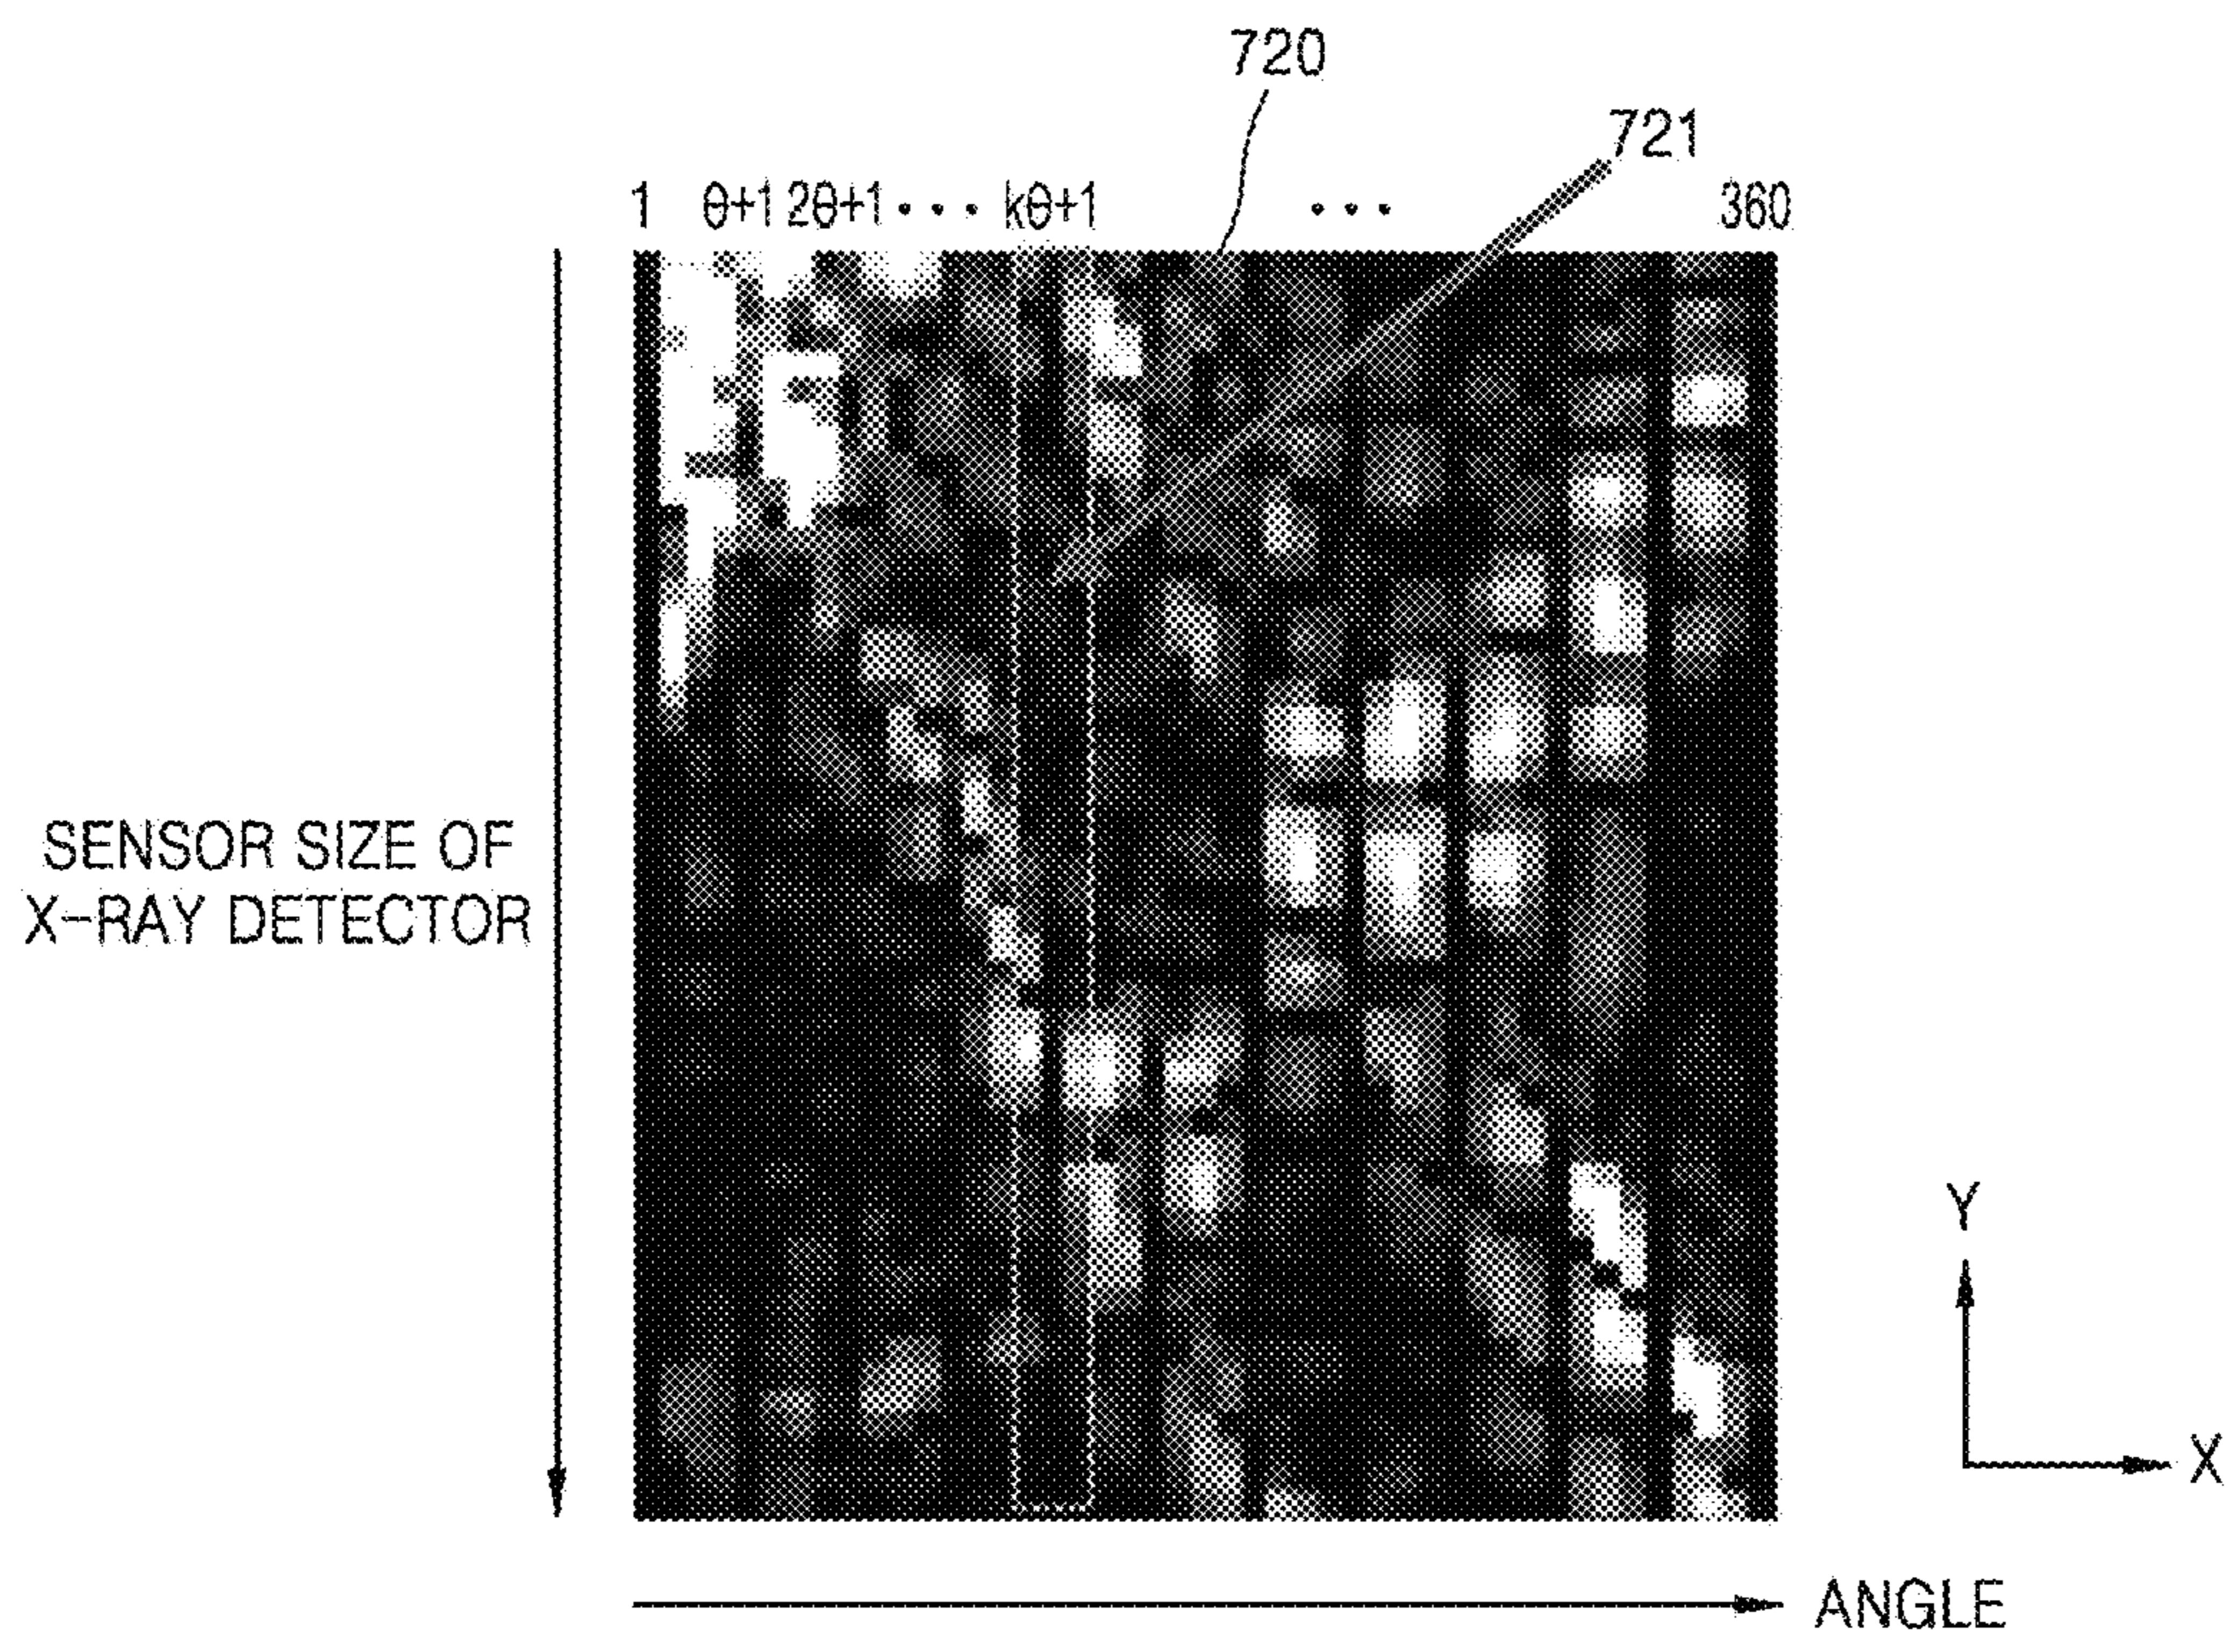 720
721
1 θ+1 2θ+1 ··· kθ+1 ··· 360
SENSOR SIZE OF
X-RAY DETECTOR
Y
X
ANGLE